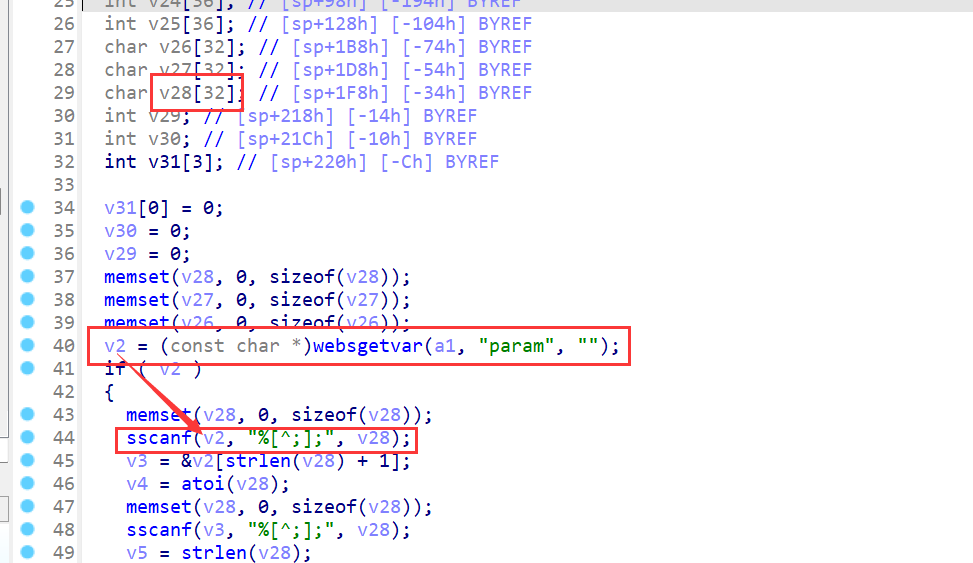 25 int v24[36]; // [sp+98h] [-194h] BYREF
26 int v25[36]; // [sp+128h] [-104h] BYREF
27 char v26[32]; // [sp+1B8h] [-74h] BYREF
28 char v27[32]; // [sp+1D8h] [-54h] BYREF
29 char v28[32]; // [sp+1F8h] [-34h] BYREF
30 int v29; // [sp+218h] [-14h] BYREF
31 int v30; // [sp+21Ch] [-10h] BYREF
32 int v31[3]; // [sp+220h] [-Ch] BYREF
33
34 v31[0] = 0;
35 v30 = 0;
36 v29 = 0;
37 memset(v28, 0, sizeof(v28));
38 memset(v27, 0, sizeof(v27));
39 memset(v26, 0, sizeof(v26));
40 v2 = (const char *)websgetvar(a1, "param", "");
41 if ( v2 )
42 {
43 memset(v28, 0, sizeof(v28));
44 sscanf(v2, "%[^;];", v28);
45 v3 = &v2[strlen(v28) + 1];
46 v4 = atoi(v28);
47 memset(v28, 0, sizeof(v28));
48 sscanf(v3, "%[^;];", v28);
49 v5 = strlen(v28);